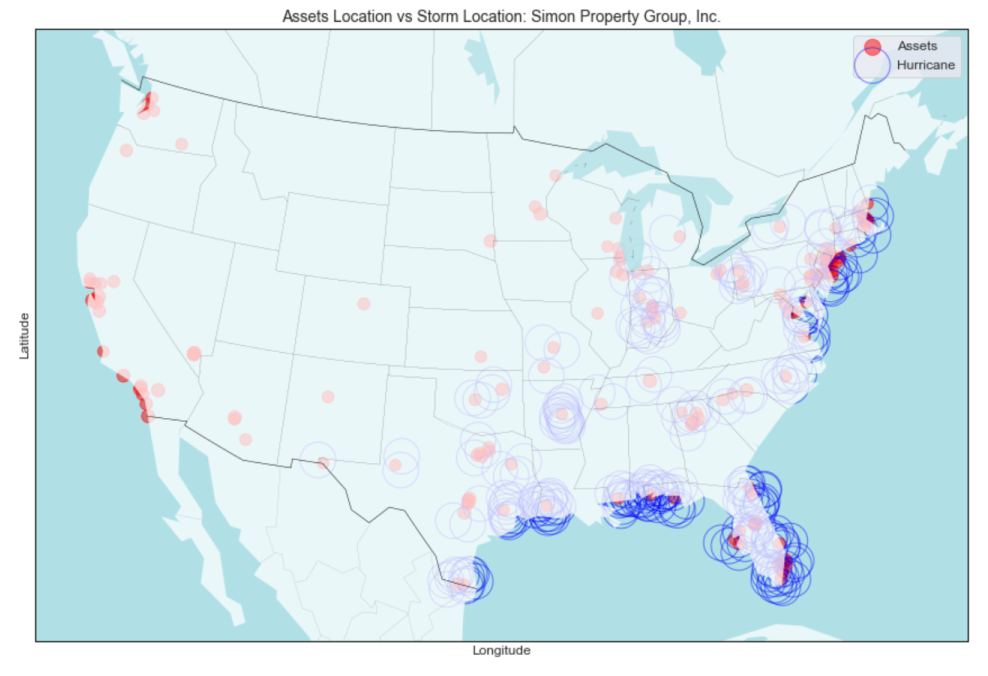 Assets Location vs Storm Location: Simon Property Group, Inc.
Assets
Hurricane
Latitude
Longitude